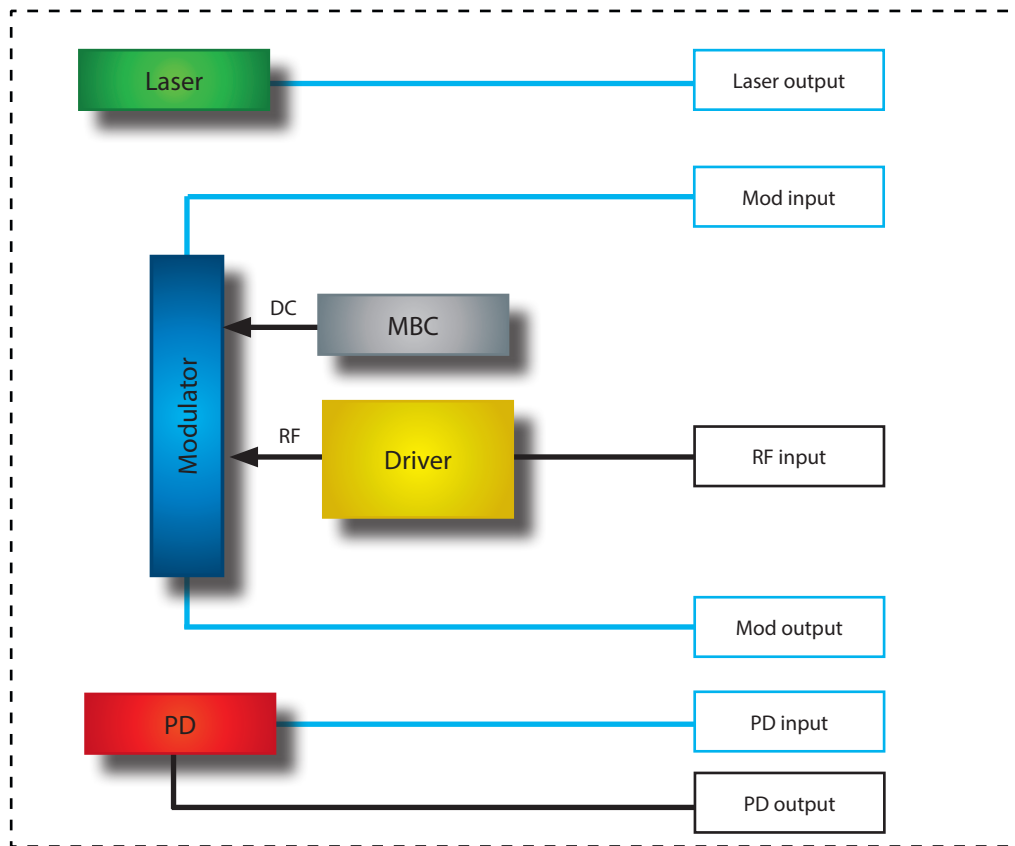 Laser
Laser output
Mod input
DC
MBC
Modulator
RF
Driver
RF input
Mod output
PD
PD input
PD output